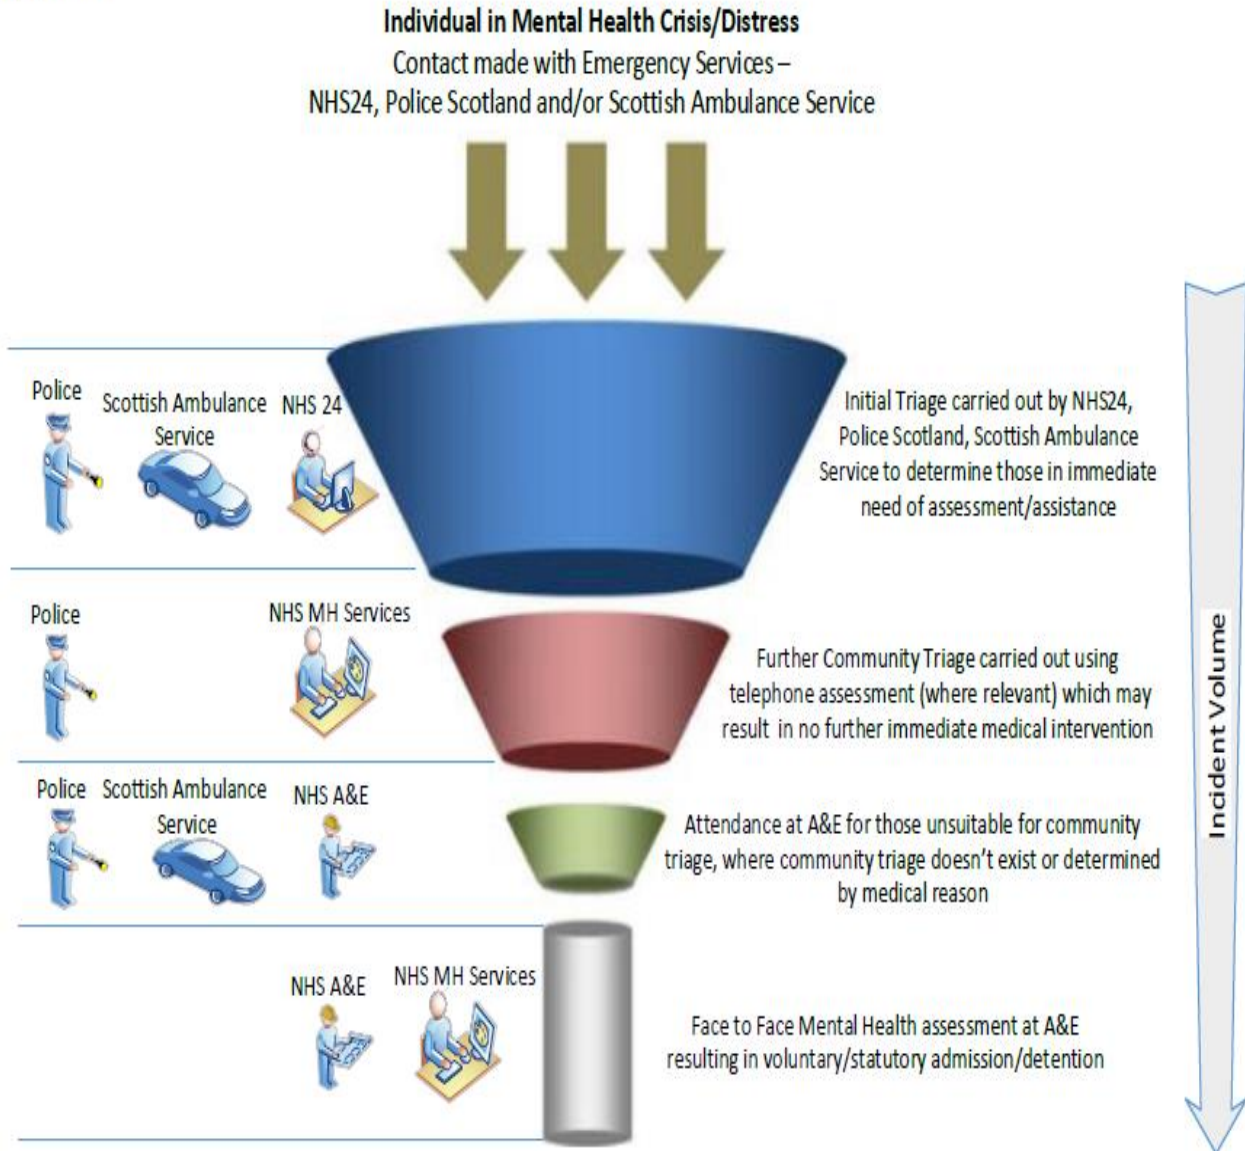 Individual in Mental Health Crisis/Distress
Contact made with Emergency Services –
NHS24, Police Scotland and/or Scottish Ambulance Service
Police
Scottish Ambulance
Service
NHS 24
Initial Triage carried out by NHS24,
Police Scotland, Scottish Ambulance
Service to determine those in immediate
need of assessment/assistance
Police
NHS MH Services
Further Community Triage carried out using
telephone assessment (where relevant) which may
result in no further immediate medical intervention
Police
Scottish Ambulance
Service
NHS A&E
Attendance at A&E for those unsuitable for community
triage, where community triage doesn't exist or determined
by medical reason
NHS A&E
NHS MH Services
Face to Face Mental Health assessment at A&E
resulting in voluntary/statutory admission/detention
Incident Volume